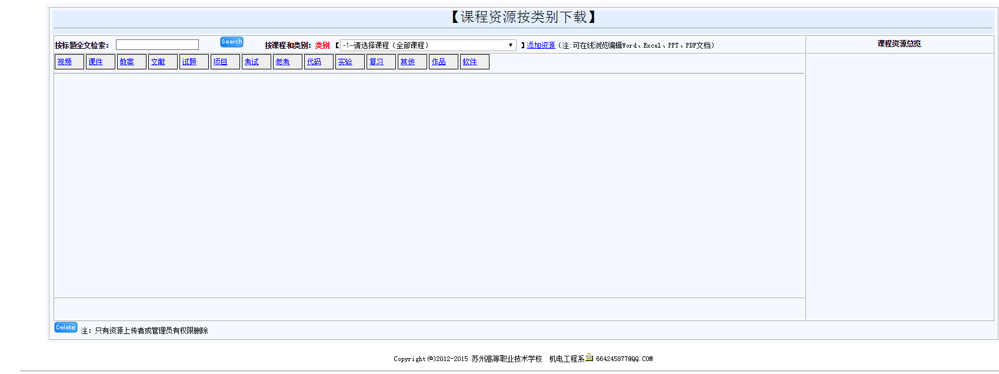 【课程资源按类别下载】
按标题全文检索： Search 按课程和类别：类别 【 -1--请选择课程（全部课程） 】添加资源（注:可在线浏览编辑Word、Excel、PPT、PDF文档）
课程资源总览
视频 课件 教案 文献 试题 项目 考试 参考 代码 实验 复习 其他 作品 软件
Delete 注：只有资源上传者或管理员有权限删除
Copyright(©)2012-2015 苏州高等职业技术学校 机电工程系 664245877@QQ.COM